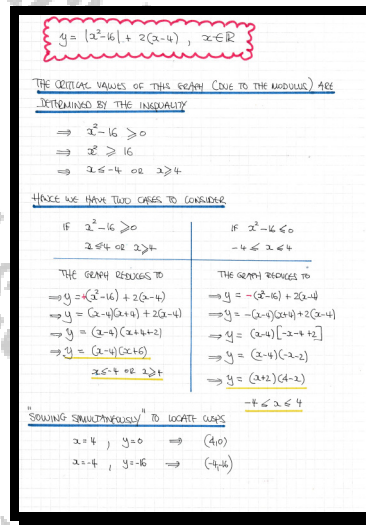 y = |x²-16| + 2(x-4) , x∈ℝ
THE CRITICAL VALUES OF THIS GRAPH (DUE TO THE MODULUS) ARE
DETERMINED BY THE INEQUALITY
⇒ x²-16 ≥ 0
⇒ x² ≥ 16
⇒ x ≤ -4 OR x ≥ 4
HENCE WE HAVE TWO CASES TO CONSIDER
IF x²-16 ≥ 0
x ≤ -4 OR x ≥ 4
THE GRAPH REDUCES TO
⇒ y = +(x²-16) + 2(x-4)
⇒ y = (x-4)(x+4) + 2(x-4)
⇒ y = (x-4)(x+4+2)
⇒ y = (x-4)(x+6)
x ≤ -4 OR x ≥ 4
IF x²-16 ≤ 0
-4 ≤ x ≤ 4
THE GRAPH REDUCES TO
⇒ y = -(x²-16) + 2(x-4)
⇒ y = -(x-4)(x+4) + 2(x-4)
⇒ y = (x-4)[-x-4+2]
⇒ y = (x-4)(-x-2)
⇒ y = (x+2)(4-x)
-4 ≤ x ≤ 4
"SOLVING SIMULTANEOUSLY" TO LOCATE CUSPS
x = 4 , y = 0 ⇒ (4,0)
x = -4 , y = -16 ⇒ (-4,-16)